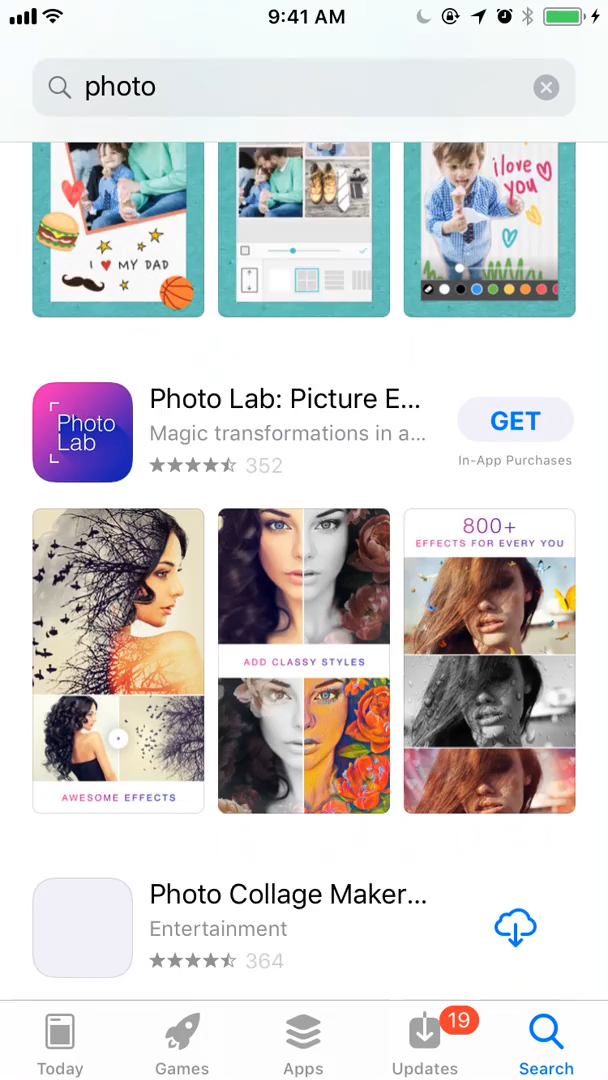 9:41 AM
photo
I MY DAD
i love
you
Photo
Lab
Photo Lab: Picture E...
Magic transformations in a...
352
GET
In-App Purchases
AWESOME EFFECTS
ADD CLASSY STYLES
800+
EFFECTS FOR EVERY YOU
Photo Collage Maker...
Entertainment
364
Today
Games
Apps
19
Updates
Search